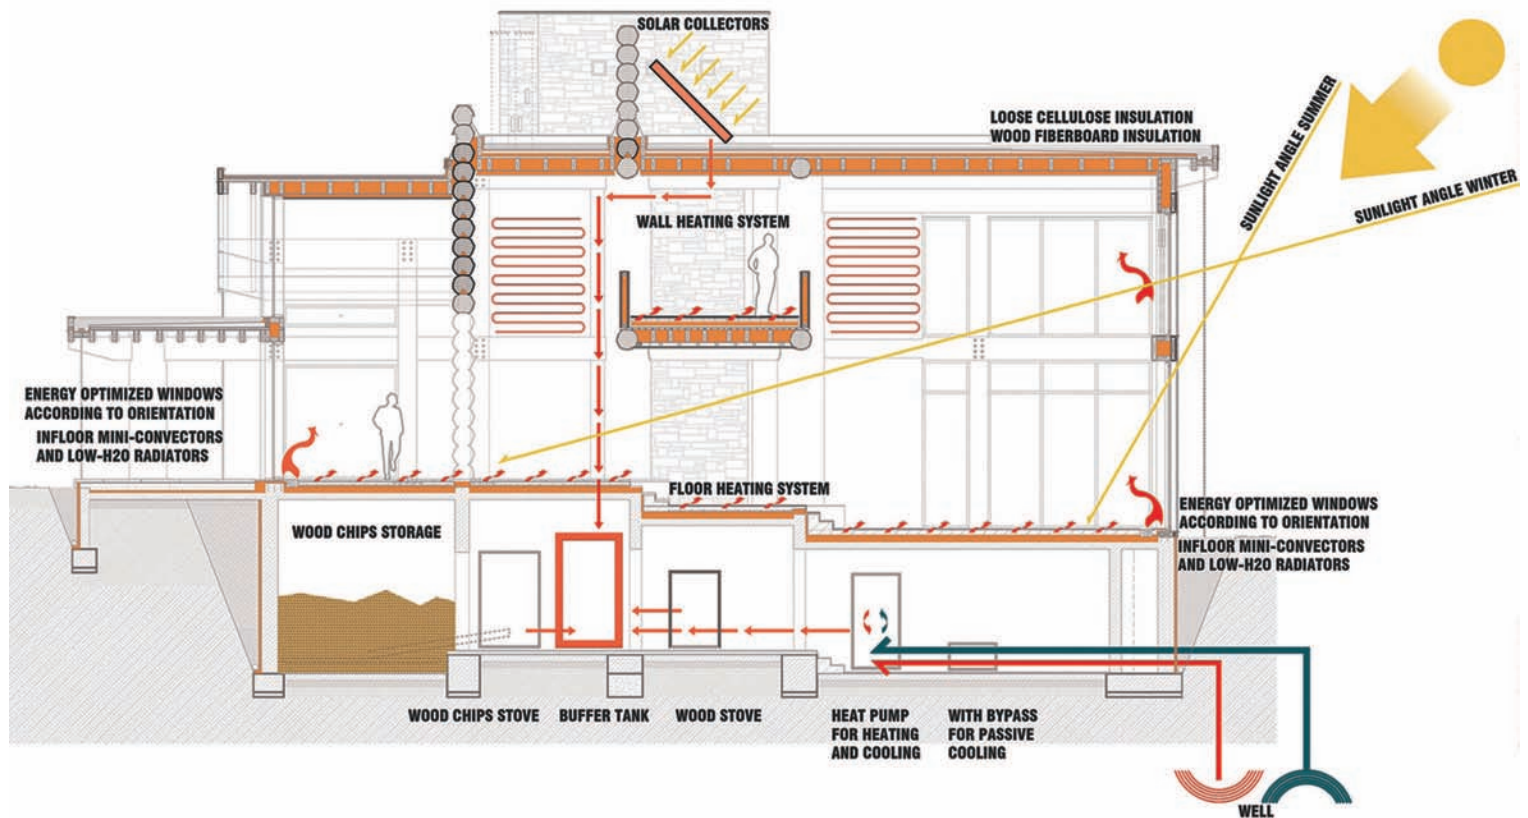 SOLAR COLLECTORS
LOOSE CELLULOSE INSULATION
WOOD FIBERBOARD INSULATION
SUNLIGHT ANGLE SUMMER
SUNLIGHT ANGLE WINTER
WALL HEATING SYSTEM
ENERGY OPTIMIZED WINDOWS
ACCORDING TO ORIENTATION
INFLOOR MINI-CONVECTORS
AND LOW-H2O RADIATORS
FLOOR HEATING SYSTEM
ENERGY OPTIMIZED WINDOWS
ACCORDING TO ORIENTATION
INFLOOR MINI-CONVECTORS
AND LOW-H2O RADIATORS
WOOD CHIPS STORAGE
WOOD CHIPS STOVE
BUFFER TANK
WOOD STOVE
HEAT PUMP
FOR HEATING
AND COOLING
WITH BYPASS
FOR PASSIVE
COOLING
WELL